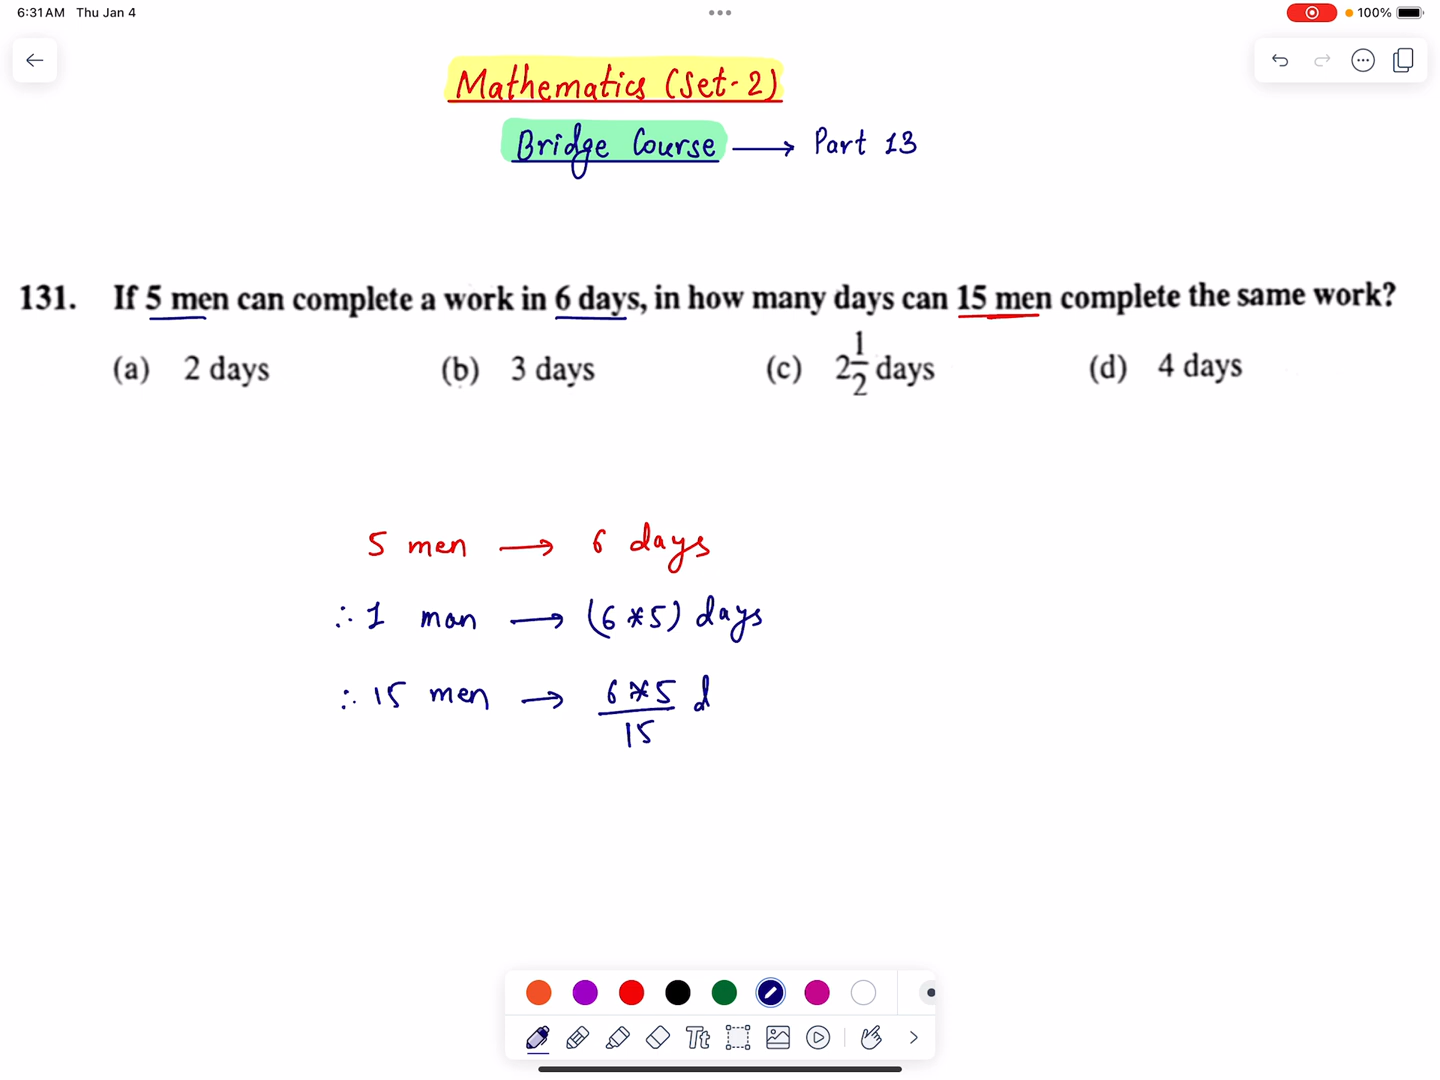 6:31 AM Thu Jan 4
100%
Mathematics (Set-2)
Bridge Course → Part 13
131. If 5 men can complete a work in 6 days, in how many days can 15 men complete the same work?
(a) 2 days (b) 3 days (c) 2 1/2 days (d) 4 days
5 men → 6 days
∴ 1 man → (6*5) days
∴ 15 men → 6*5/15 d
Tt